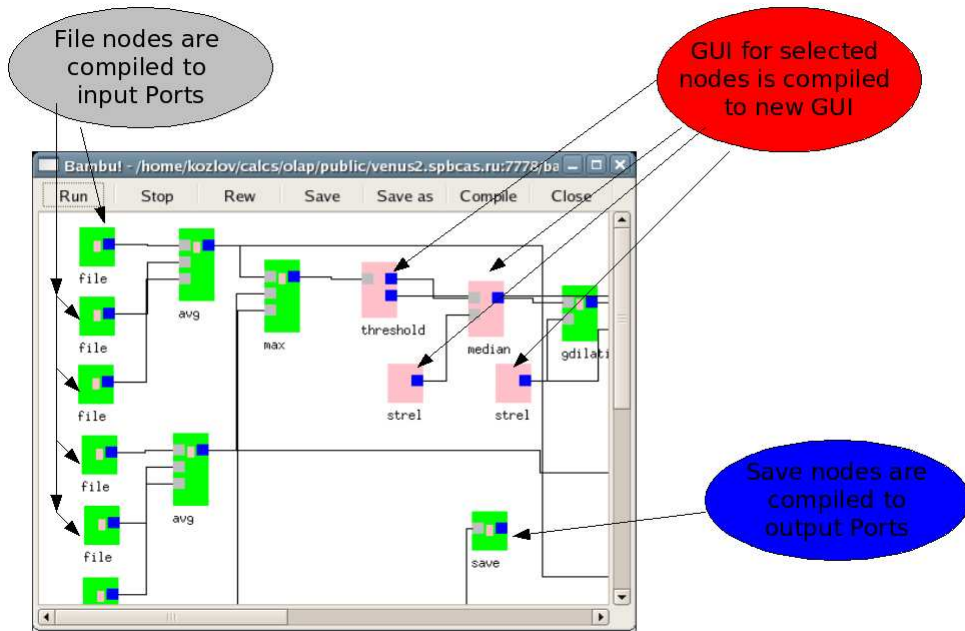 File nodes are
compiled to
input Ports
GUI for selected
nodes is compiled
to new GUI
Bambu! - /home/kozlov/calcs/olap/public/venus2.spbcas.ru:7778/ba
Run Stop Rew Save Save as Compile Close
file
avg
file
max
threshold
median
gdilati
file
strel
strel
file
avg
file
save
Save nodes are
compiled to
output Ports